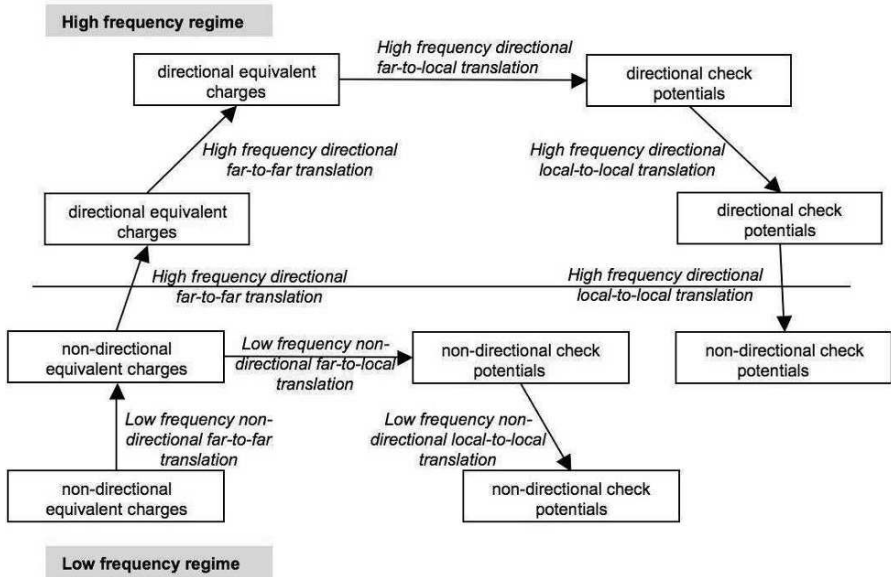 High frequency regime
High frequency directional
far-to-local translation
directional equivalent
charges
directional check
potentials
High frequency directional
far-to-far translation
High frequency directional
local-to-local translation
directional equivalent
charges
directional check
potentials
High frequency directional
far-to-far translation
High frequency directional
local-to-local translation
non-directional
equivalent charges
Low frequency non-
directional far-to-local
translation
non-directional check
potentials
non-directional check
potentials
Low frequency non-
directional far-to-far
translation
Low frequency non-
directional local-to-local
translation
non-directional
equivalent charges
non-directional check
potentials
Low frequency regime